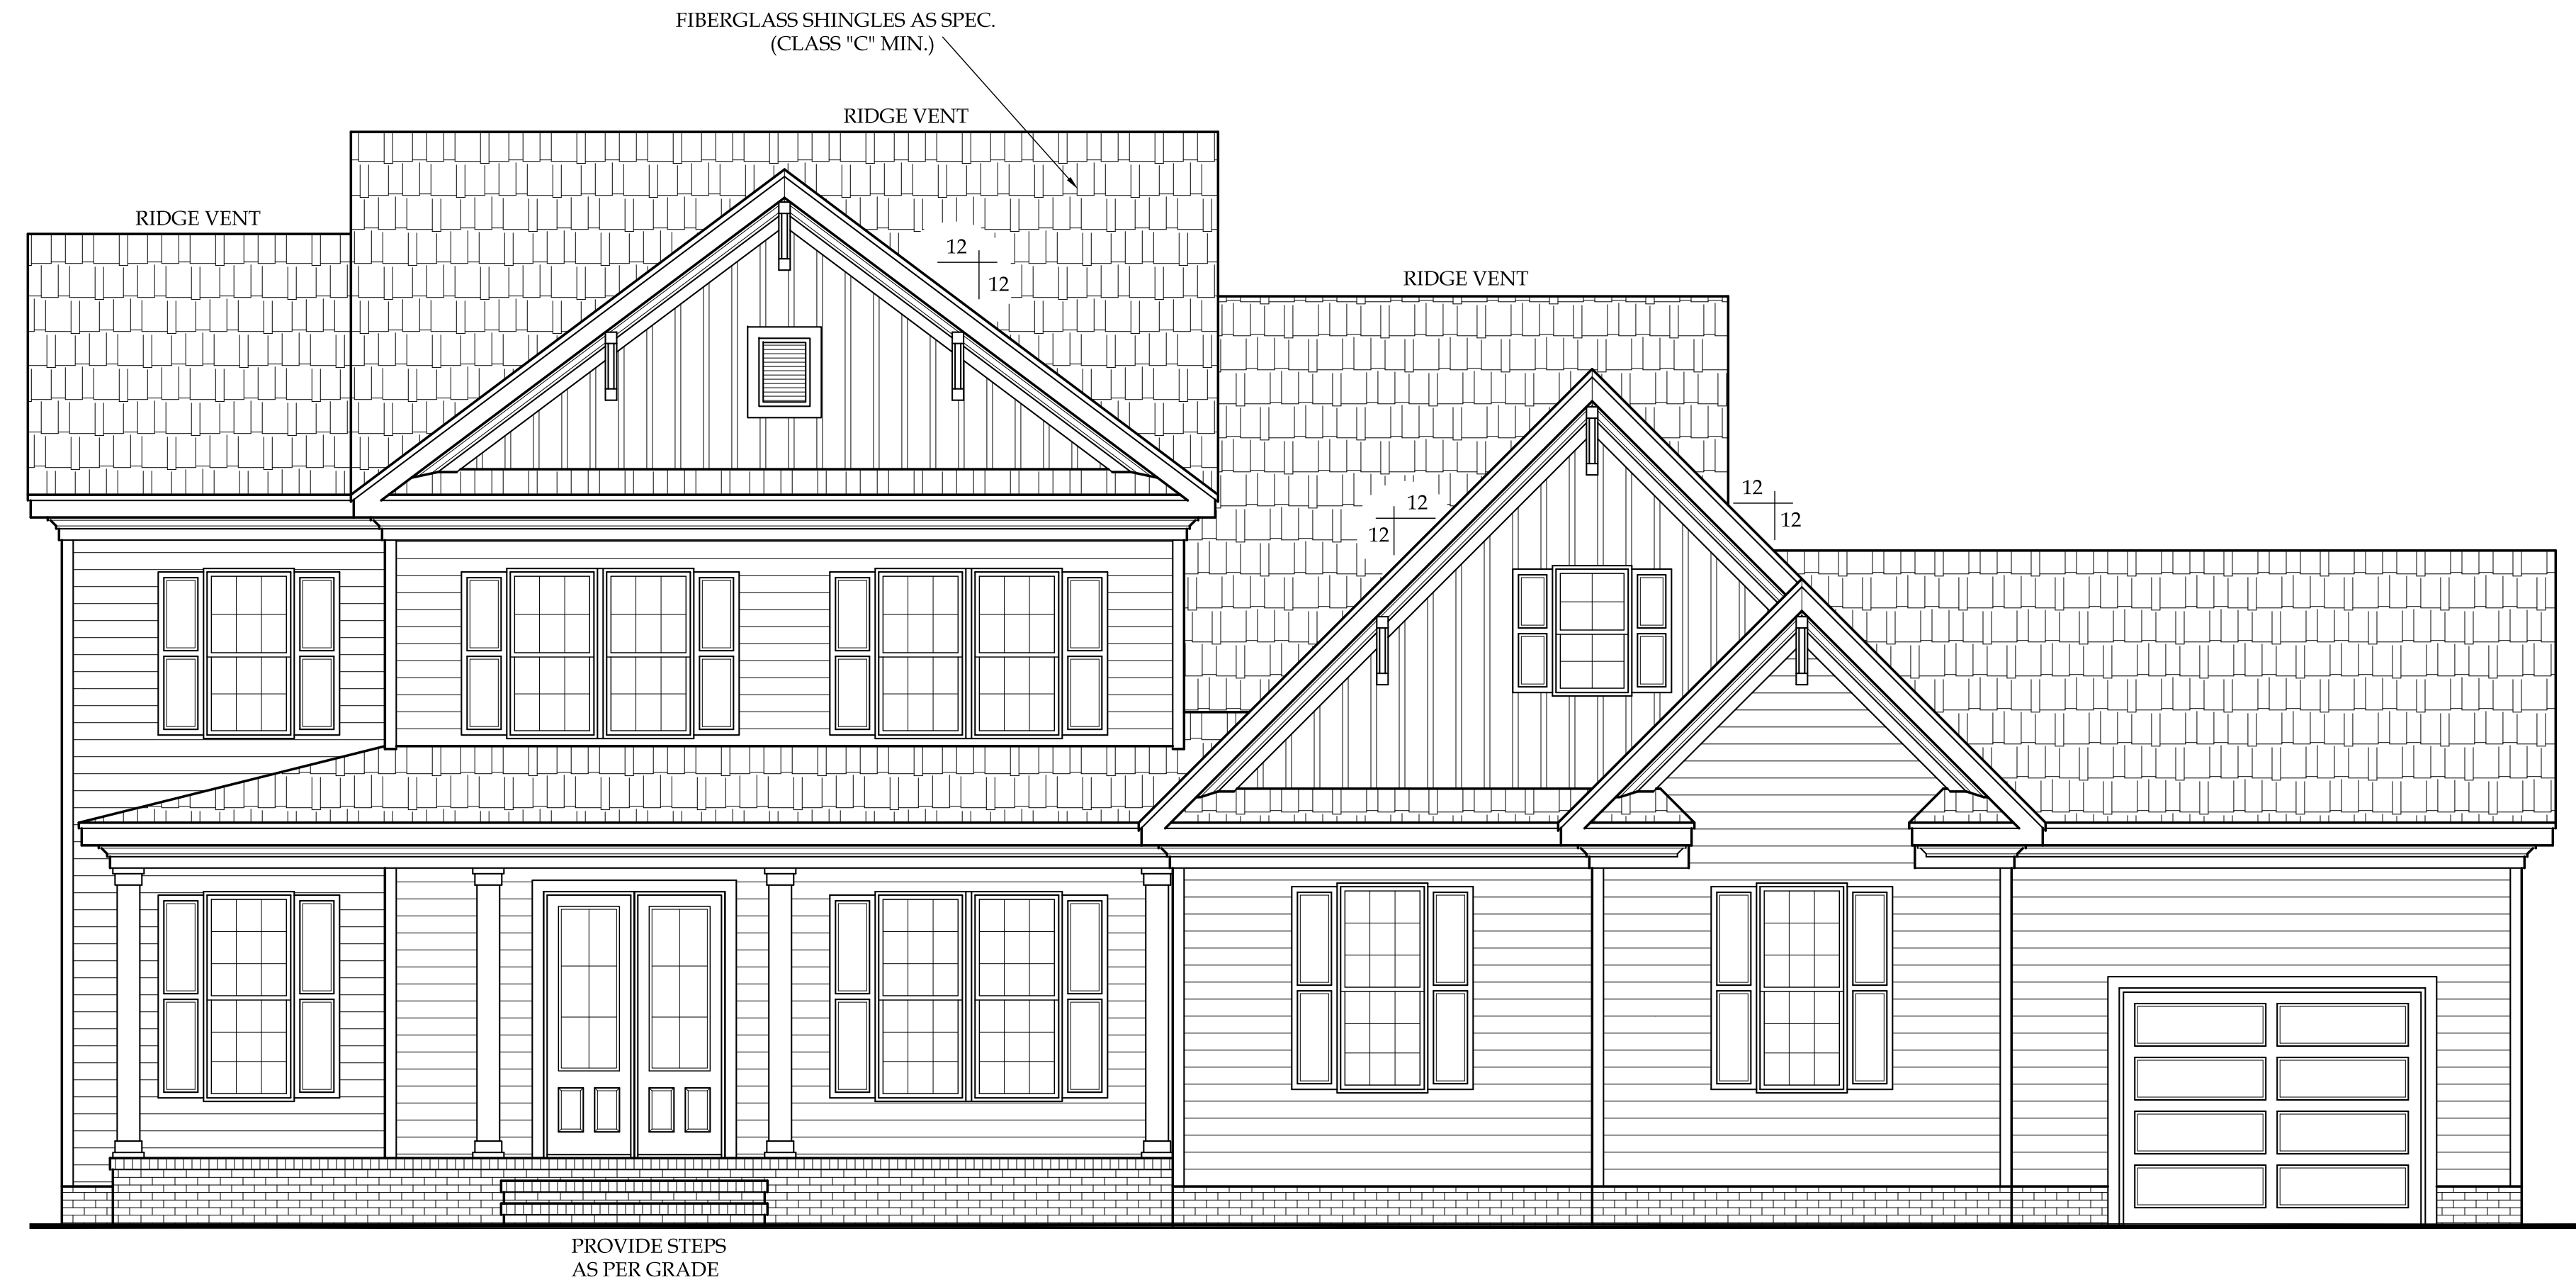 FIBERGLASS SHINGLES AS SPEC.
(CLASS "C" MIN.)
RIDGE VENT
RIDGE VENT
12
12
RIDGE VENT
12
12
12
12
PROVIDE STEPS
AS PER GRADE